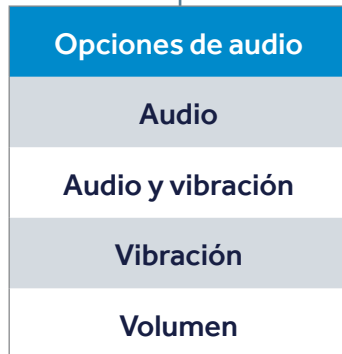 Opciones de audio
Audio
Audio y vibración
Vibración
Volumen